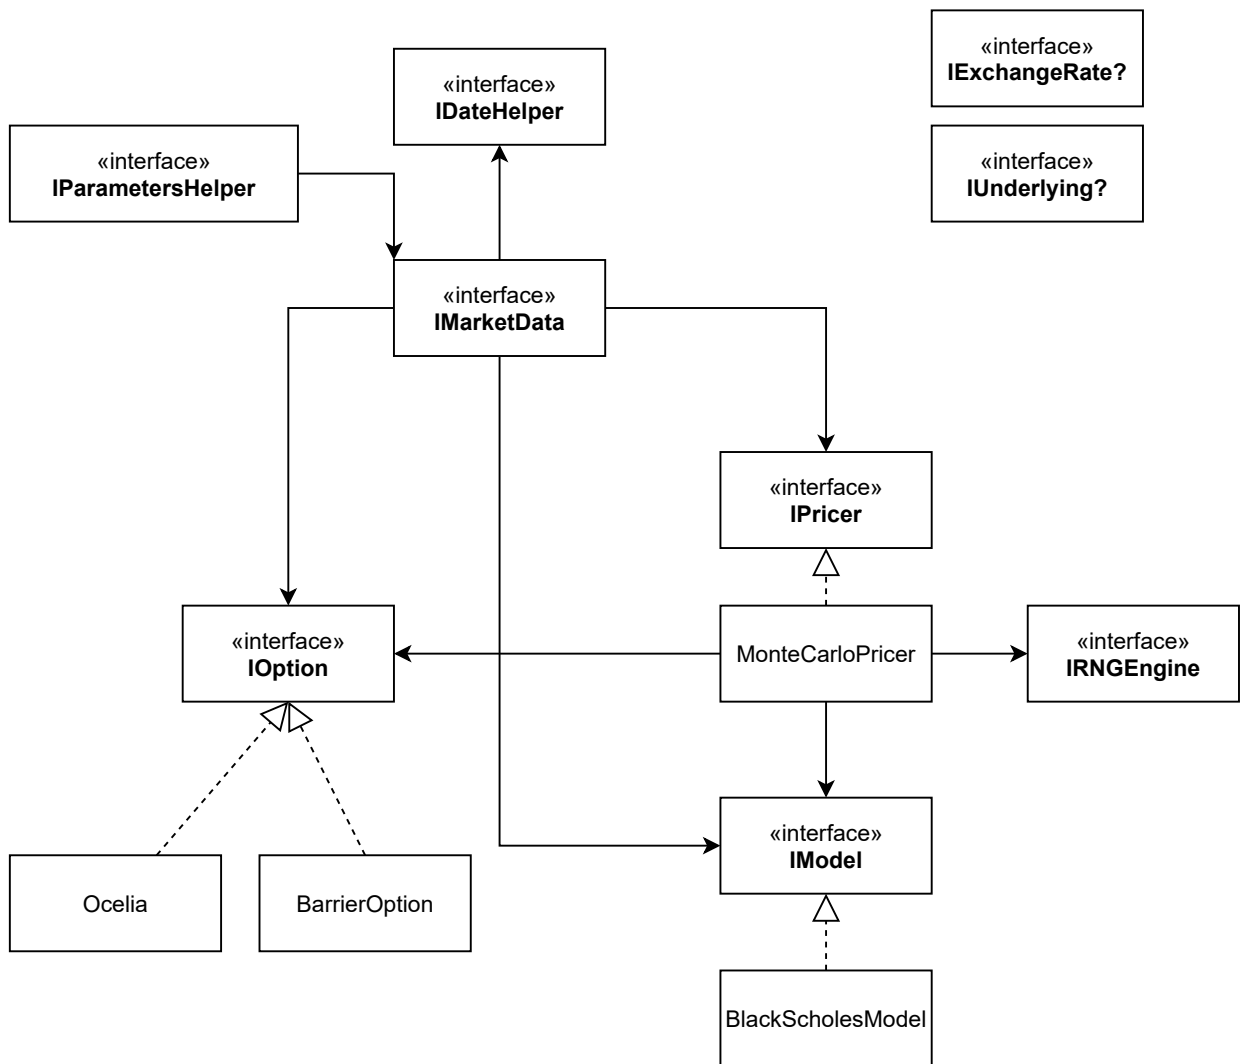 «interface»
IExchangeRate?
«interface»
IDateHelper
«interface»
IParametersHelper
«interface»
IUnderlying?
«interface»
IMarketData
«interface»
IPricer
«interface»
IOption
MonteCarloPricer
«interface»
IRNGEngine
«interface»
IModel
Ocelia
BarrierOption
BlackScholesModel